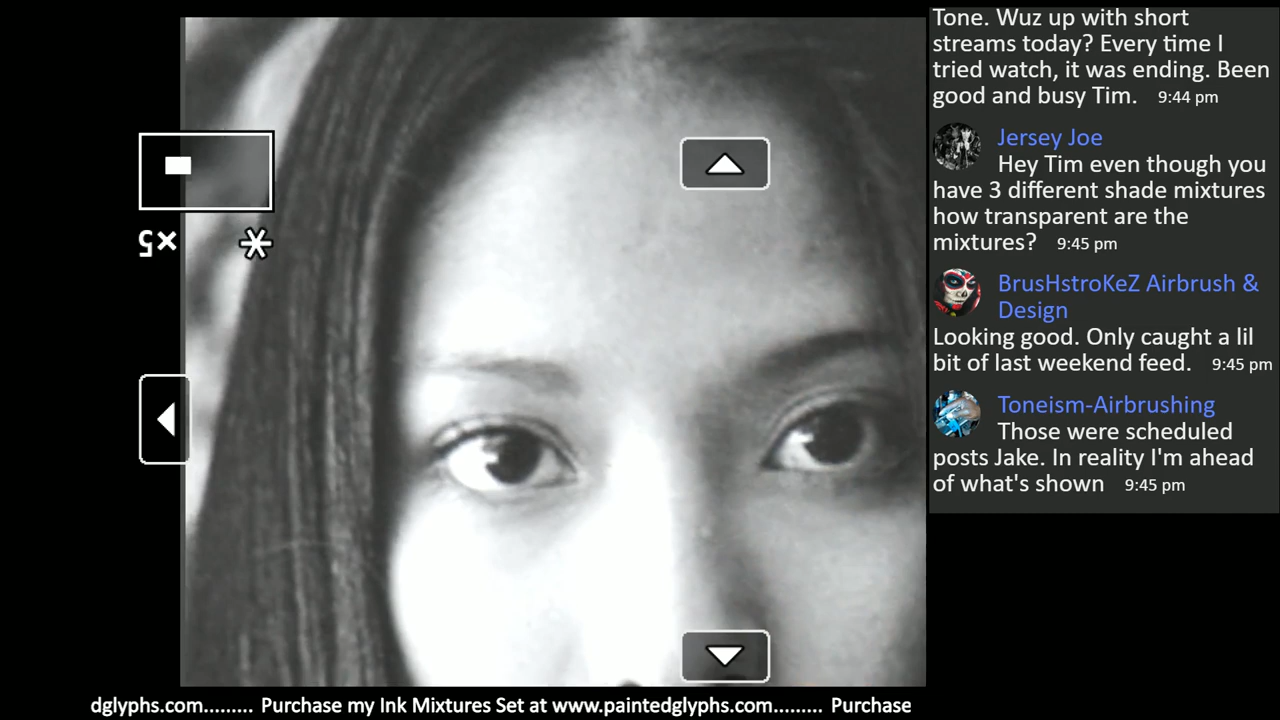 Tone. Wuz up with short
streams today? Every time I
tried watch, it was ending. Been
good and busy Tim. 9:44 pm
Jersey Joe
Hey Tim even though you
have 3 different shade mixtures
how transparent are the
mixtures? 9:45 pm
BrusHstroKeZ Airbrush &
Design
Looking good. Only caught a lil
bit of last weekend feed. 9:45 pm
Toneism-Airbrushing
Those were scheduled
posts Jake. In reality I'm ahead
of what's shown 9:45 pm
×5
*
dglyphs.com......... Purchase my Ink Mixtures Set at www.paintedglyphs.com......... Purchase